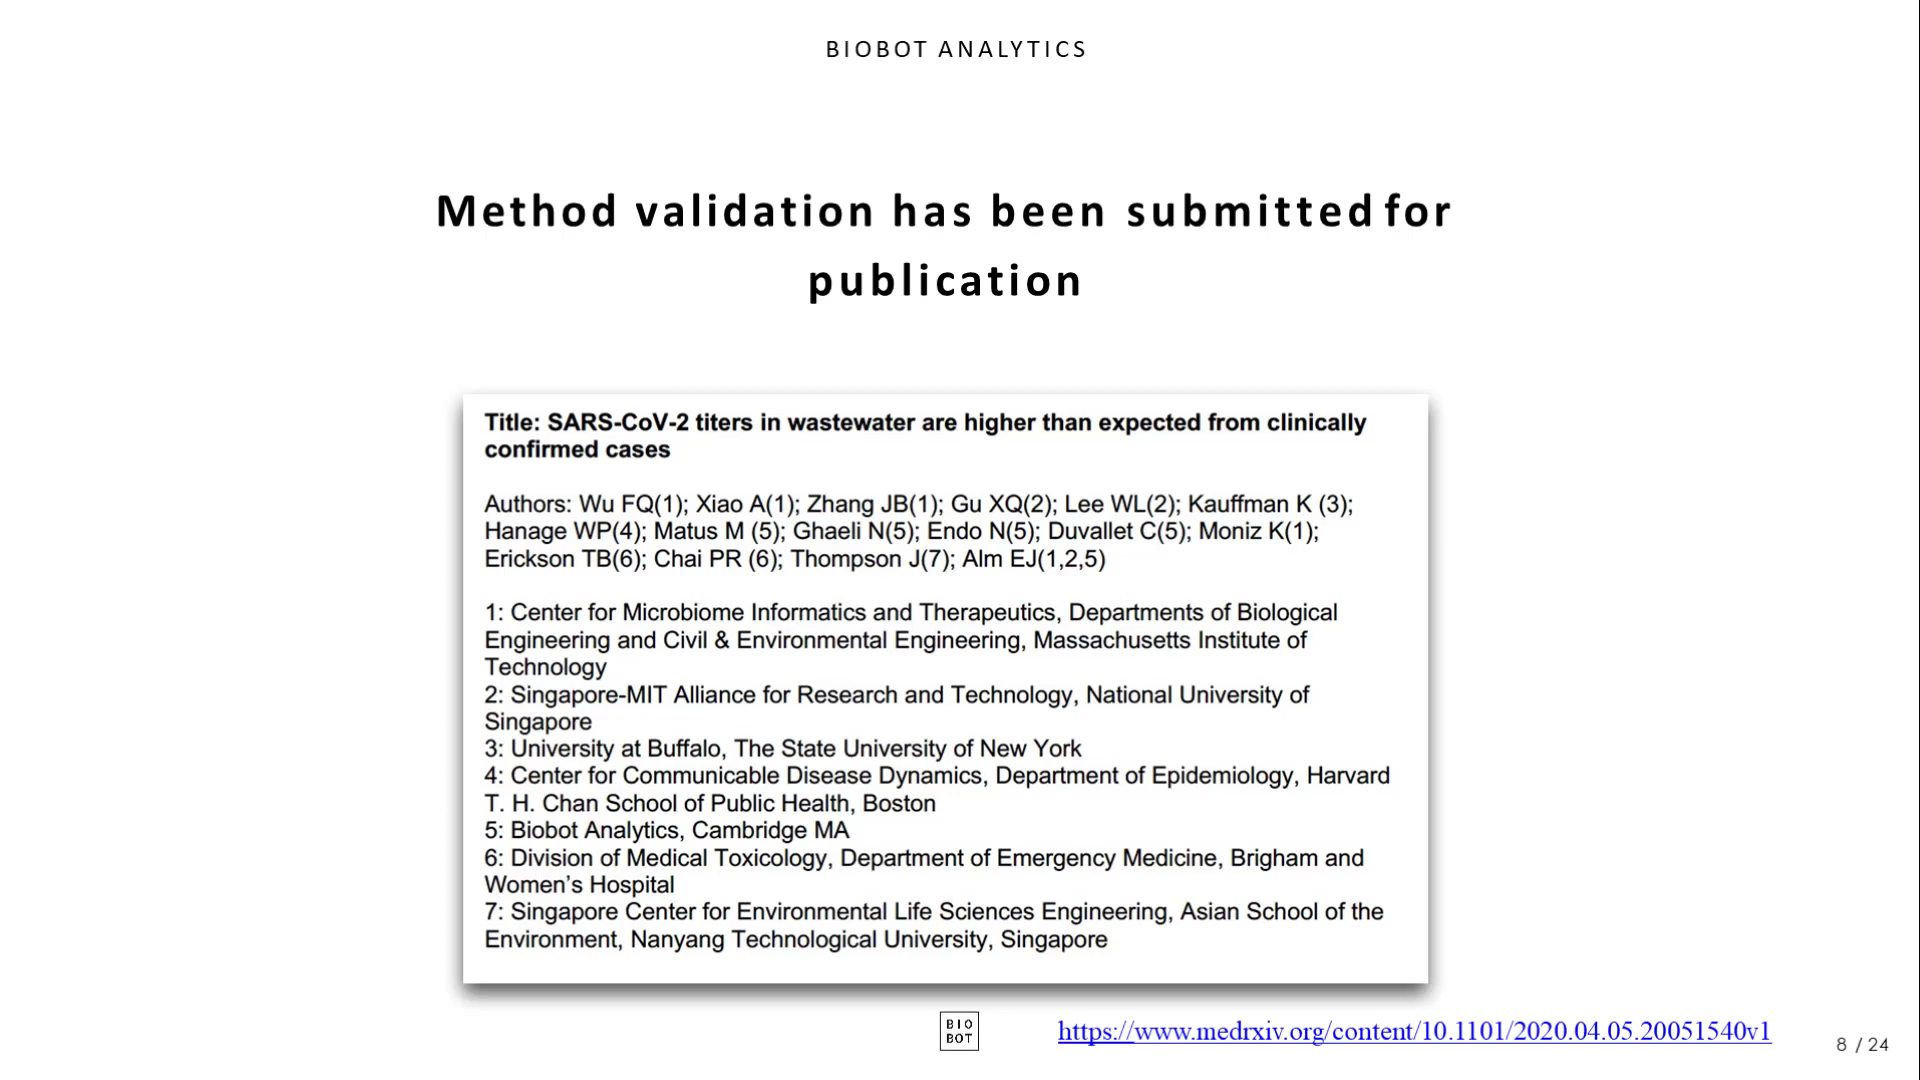 BIOBOT ANALYTICS
Method validation has been submitted for
publication
Title: SARS-CoV-2 titers in wastewater are higher than expected from clinically
confirmed cases
Authors: Wu FQ(1); Xiao A(1); Zhang JB(1); Gu XQ(2); Lee WL(2); Kauffman K (3);
Hanage WP(4); Matus M (5); Ghaeli N(5); Endo N(5); Duvallet C(5); Moniz K(1);
Erickson TB(6); Chai PR (6); Thompson J(7); Alm EJ(1,2,5)
1: Center for Microbiome Informatics and Therapeutics, Departments of Biological
Engineering and Civil & Environmental Engineering, Massachusetts Institute of
Technology
2: Singapore-MIT Alliance for Research and Technology, National University of
Singapore
3: University at Buffalo, The State University of New York
4: Center for Communicable Disease Dynamics, Department of Epidemiology, Harvard
T. H. Chan School of Public Health, Boston
5: Biobot Analytics, Cambridge MA
6: Division of Medical Toxicology, Department of Emergency Medicine, Brigham and
Women’s Hospital
7: Singapore Center for Environmental Life Sciences Engineering, Asian School of the
Environment, Nanyang Technological University, Singapore
BIO
BOT
https://www.medrxiv.org/content/10.1101/2020.04.05.20051540v1
8 / 24